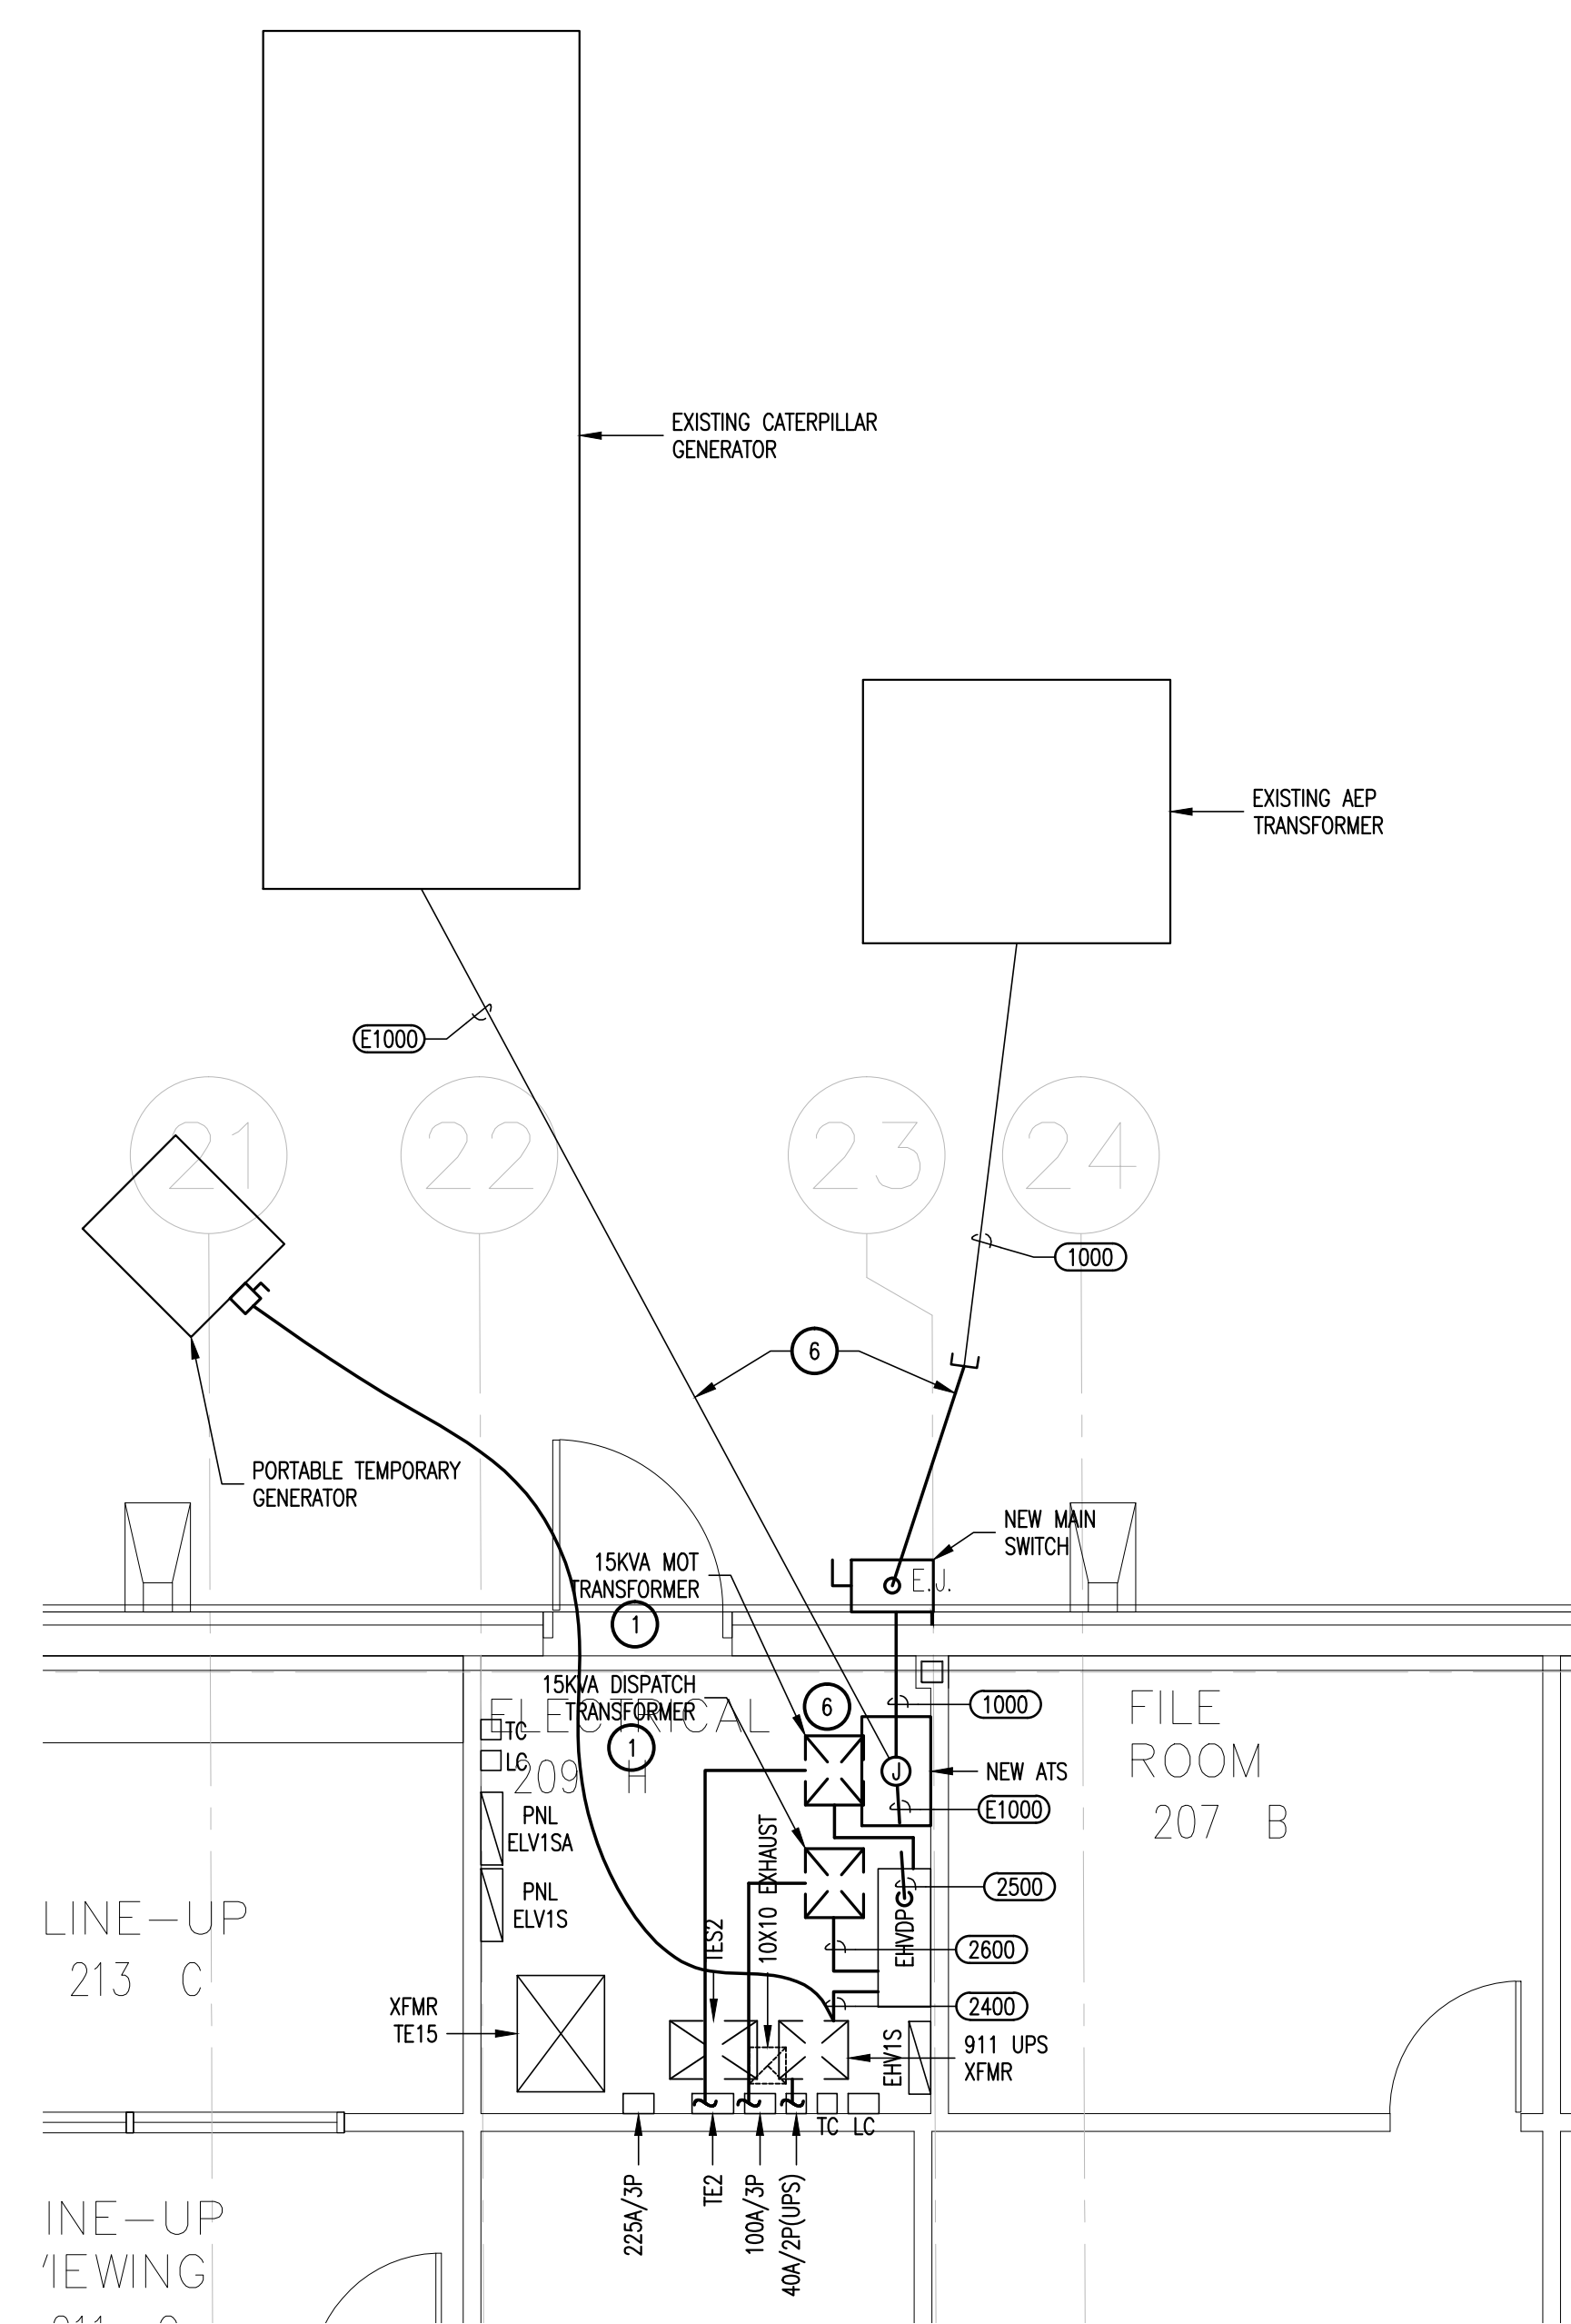 EXISTING CATERPILLAR
GENERATOR
EXISTING AEP
TRANSFORMER
E1000
21
22
23
24
1000
6
PORTABLE TEMPORARY
GENERATOR
NEW MAIN
SWITCH
15KVA MOT
TRANSFORMER
E.J.
1
15KVA DISPATCH
TRANSFORMER
6
1000
FILE
ROOM
207 B
ELECTRICAL
209 H
TC
LC
1
J
NEW ATS
E1000
PNL
ELV1SA
10X10 EXHAUST
2500
PNL
ELV1S
LINE-UP
213 C
TES2
EHVDP
2600
XFMR
TE15
2400
EHV1S
911 UPS
XFMR
TC LC
225A/3P
TE2
100A/3P
40A/2P(UPS)
INE-UP
IEWING